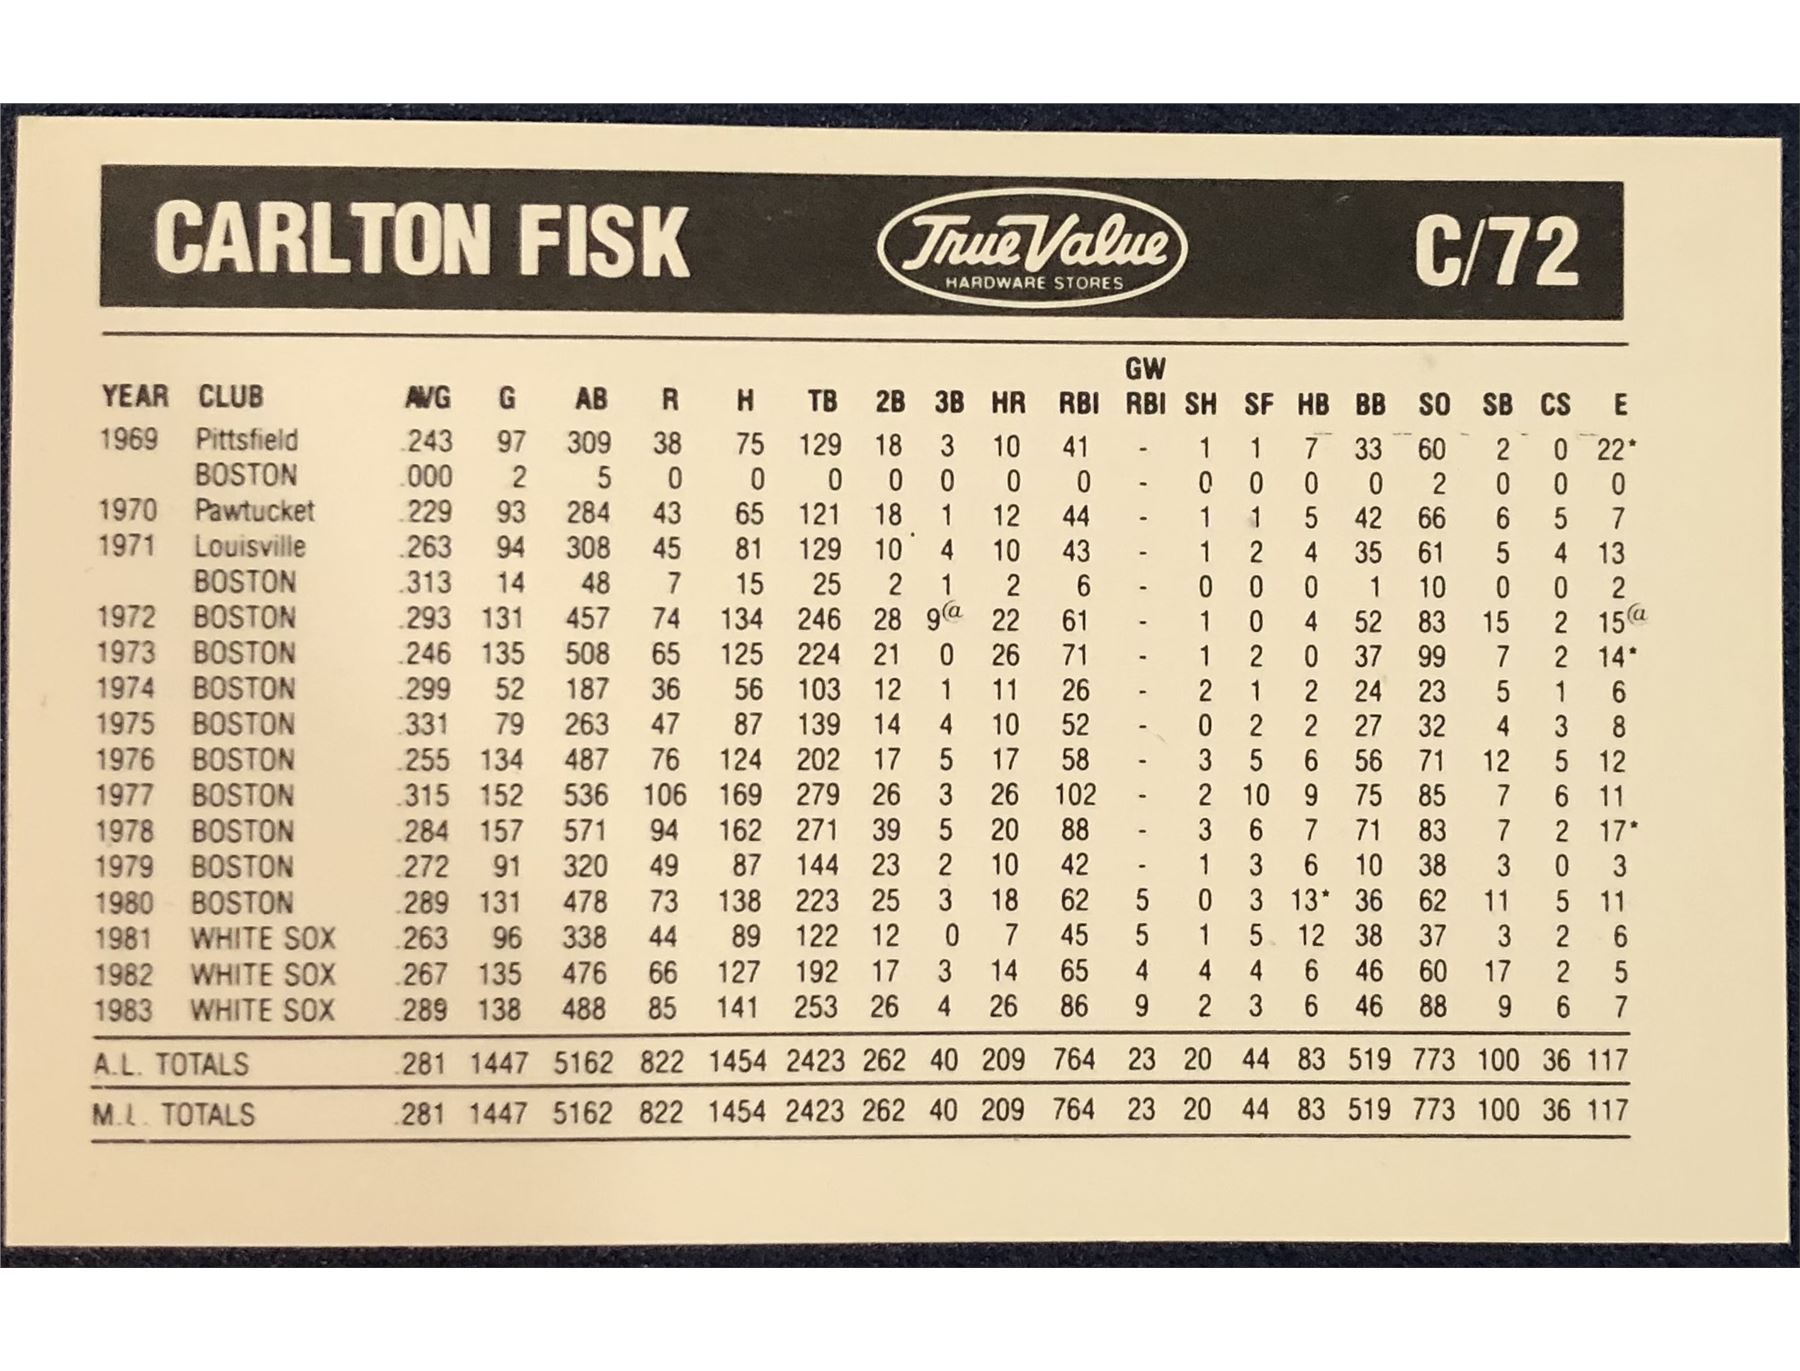 CARLTON FISK True Value HARDWARE STORES C/72
GW
YEAR CLUB AVG G AB R H TB 2B 3B HR RBI RBI SH SF HB BB SO SB CS E
1969 Pittsfield .243 97 309 38 75 129 18 3 10 41 - 1 1 7 33 60 2 0 22*
BOSTON .000 2 5 0 0 0 0 0 0 0 - 0 0 0 0 2 0 0 0
1970 Pawtucket .229 93 284 43 65 121 18 1 12 44 - 1 1 5 42 66 6 5 7
1971 Louisville .263 94 308 45 81 129 10 4 10 43 - 1 2 4 35 61 5 4 13
BOSTON .313 14 48 7 15 25 2 1 2 6 - 0 0 0 1 10 0 0 2
1972 BOSTON .293 131 457 74 134 246 28 9@ 22 61 - 1 0 4 52 83 15 2 15@
1973 BOSTON .246 135 508 65 125 224 21 0 26 71 - 1 2 0 37 99 7 2 14*
1974 BOSTON .299 52 187 36 56 103 12 1 11 26 - 2 1 2 24 23 5 1 6
1975 BOSTON .331 79 263 47 87 139 14 4 10 52 - 0 2 2 27 32 4 3 8
1976 BOSTON .255 134 487 76 124 202 17 5 17 58 - 3 5 6 56 71 12 5 12
1977 BOSTON .315 152 536 106 169 279 26 3 26 102 - 2 10 9 75 85 7 6 11
1978 BOSTON .284 157 571 94 162 271 39 5 20 88 - 3 6 7 71 83 7 2 17*
1979 BOSTON .272 91 320 49 87 144 23 2 10 42 - 1 3 6 10 38 3 0 3
1980 BOSTON .289 131 478 73 138 223 25 3 18 62 5 0 3 13* 36 62 11 5 11
1981 WHITE SOX .263 96 338 44 89 122 12 0 7 45 5 1 5 12 38 37 3 2 6
1982 WHITE SOX .267 135 476 66 127 192 17 3 14 65 4 4 4 6 46 60 17 2 5
1983 WHITE SOX .289 138 488 85 141 253 26 4 26 86 9 2 3 6 46 88 9 6 7
A.L. TOTALS .281 1447 5162 822 1454 2423 262 40 209 764 23 20 44 83 519 773 100 36 117
M.L. TOTALS .281 1447 5162 822 1454 2423 262 40 209 764 23 20 44 83 519 773 100 36 117